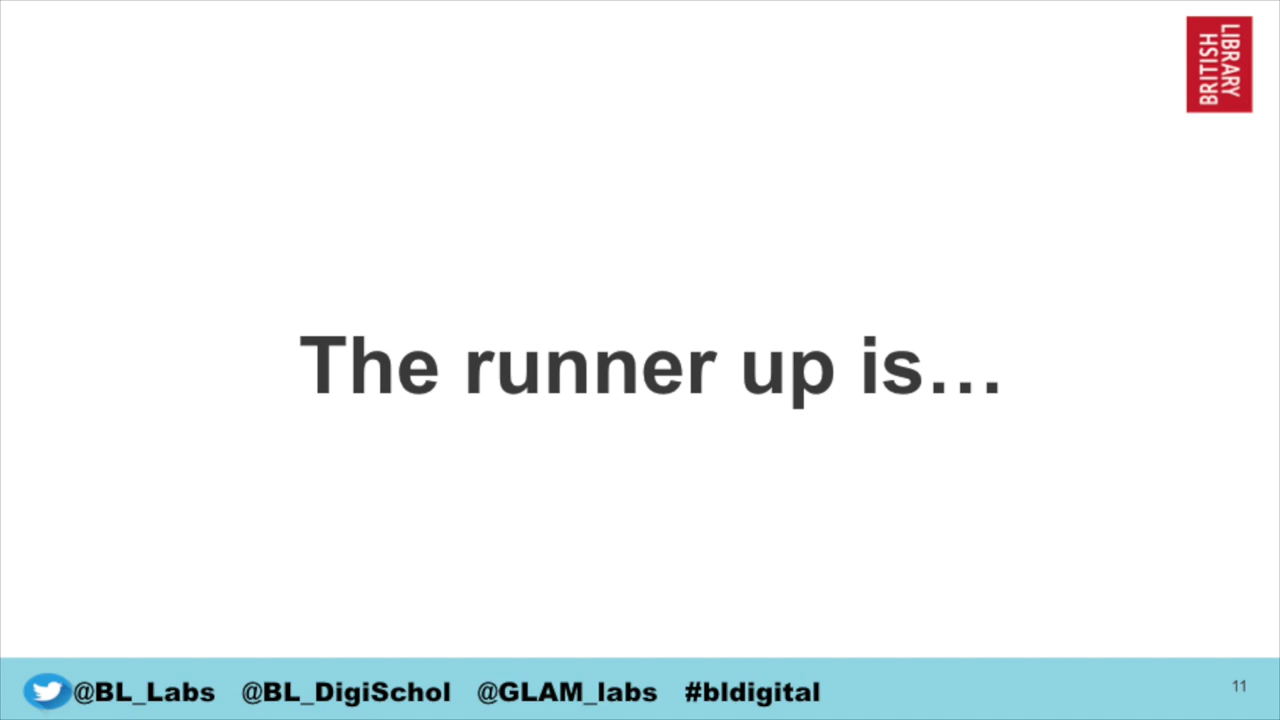 BRITISH
LIBRARY
The runner up is…
@BL_Labs @BL_DigiSchol @GLAM_labs #bldigital
11